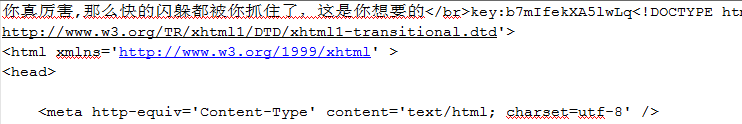 你真厉害,那么快的闪躲都被你抓住了，这是你想要的</br>key:b7mIfekXA5lwLq<!DOCTYPE htm
http://www.w3.org/TR/xhtml1/DTD/xhtml1-transitional.dtd'>
<html xmlns='http://www.w3.org/1999/xhtml' >
<head>
<meta http-equiv='Content-Type' content='text/html; charset=utf-8' />